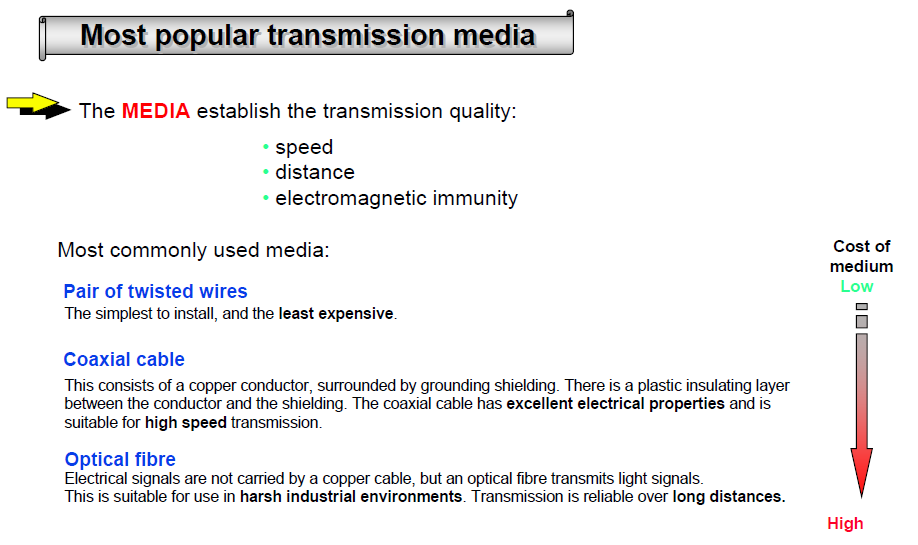 Most popular transmission media
The MEDIA establish the transmission quality:
• speed
• distance
• electromagnetic immunity
Most commonly used media:
Cost of
medium
Low
Pair of twisted wires
The simplest to install, and the least expensive.
Coaxial cable
This consists of a copper conductor, surrounded by grounding shielding. There is a plastic insulating layer
between the conductor and the shielding. The coaxial cable has excellent electrical properties and is
suitable for high speed transmission.
Optical fibre
Electrical signals are not carried by a copper cable, but an optical fibre transmits light signals.
This is suitable for use in harsh industrial environments. Transmission is reliable over long distances.
High